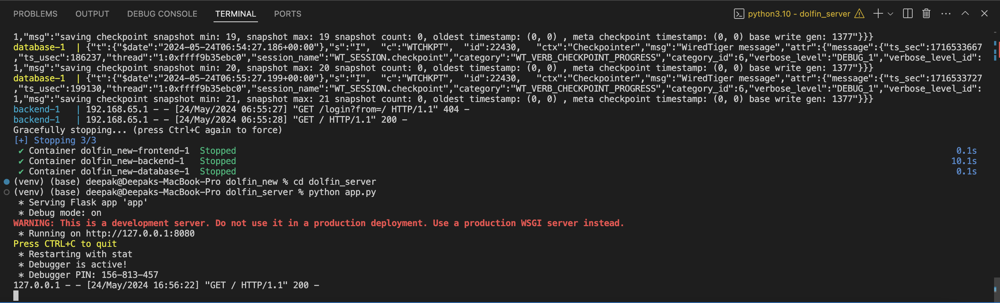 PROBLEMS OUTPUT DEBUG CONSOLE TERMINAL PORTS python3.10 - dolfin_server
1,"msg":"saving checkpoint snapshot min: 19, snapshot max: 19 snapshot count: 0, oldest timestamp: (0, 0) , meta checkpoint timestamp: (0, 0) base write gen: 1377"}}}
database-1  | {"t":{"$date":"2024-05-24T06:54:27.186+00:00"},"s":"I",  "c":"WTCHKPT",  "id":22430,   "ctx":"Checkpointer","msg":"WiredTiger message","attr":{"message":{"ts_sec":1716533667
,"ts_usec":186237,"thread":"1:0xffff9b35ebc0","session_name":"WT_SESSION.checkpoint","category":"WT_VERB_CHECKPOINT_PROGRESS","category_id":6,"verbose_level":"DEBUG_1","verbose_level_id":
1,"msg":"saving checkpoint snapshot min: 20, snapshot max: 20 snapshot count: 0, oldest timestamp: (0, 0) , meta checkpoint timestamp: (0, 0) base write gen: 1377"}}}
database-1  | {"t":{"$date":"2024-05-24T06:55:27.199+00:00"},"s":"I",  "c":"WTCHKPT",  "id":22430,   "ctx":"Checkpointer","msg":"WiredTiger message","attr":{"message":{"ts_sec":1716533727
,"ts_usec":199130,"thread":"1:0xffff9b35ebc0","session_name":"WT_SESSION.checkpoint","category":"WT_VERB_CHECKPOINT_PROGRESS","category_id":6,"verbose_level":"DEBUG_1","verbose_level_id":
1,"msg":"saving checkpoint snapshot min: 21, snapshot max: 21 snapshot count: 0, oldest timestamp: (0, 0) , meta checkpoint timestamp: (0, 0) base write gen: 1377"}}}
backend-1   | 192.168.65.1 - - [24/May/2024 06:55:27] "GET /login?from=/ HTTP/1.1" 404 -
backend-1   | 192.168.65.1 - - [24/May/2024 06:55:28] "GET / HTTP/1.1" 200 -
Gracefully stopping... (press Ctrl+C again to force)
[+] Stopping 3/3
✔ Container dolfin_new-frontend-1  Stopped 0.1s
✔ Container dolfin_new-backend-1  Stopped 10.1s
✔ Container dolfin_new-database-1  Stopped 0.1s
(venv) (base) deepak@Deepaks-MacBook-Pro dolfin_new % cd dolfin_server
(venv) (base) deepak@Deepaks-MacBook-Pro dolfin_server % python app.py
* Serving Flask app 'app'
* Debug mode: on
WARNING: This is a development server. Do not use it in a production deployment. Use a production WSGI server instead.
* Running on http://127.0.0.1:8080
Press CTRL+C to quit
* Restarting with stat
* Debugger is active!
* Debugger PIN: 156-813-457
127.0.0.1 - - [24/May/2024 16:56:22] "GET / HTTP/1.1" 200 -